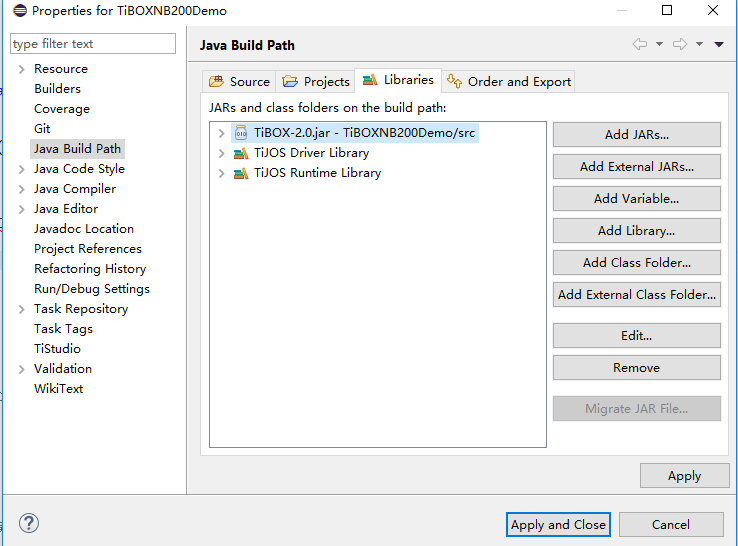 Properties for TiBOXNB200Demo
type filter text
Java Build Path
Resource
Builders
Coverage
Git
Java Build Path
Java Code Style
Java Compiler
Java Editor
Javadoc Location
Project References
Refactoring History
Run/Debug Settings
Task Repository
Task Tags
TiStudio
Validation
WikiText
Source
Projects
Libraries
Order and Export
JARs and class folders on the build path:
TiBOX-2.0.jar - TiBOXNB200Demo/src
TiJOS Driver Library
TiJOS Runtime Library
Add JARs...
Add External JARs...
Add Variable...
Add Library...
Add Class Folder...
Add External Class Folder...
Edit...
Remove
Migrate JAR File...
Apply
?
Apply and Close
Cancel